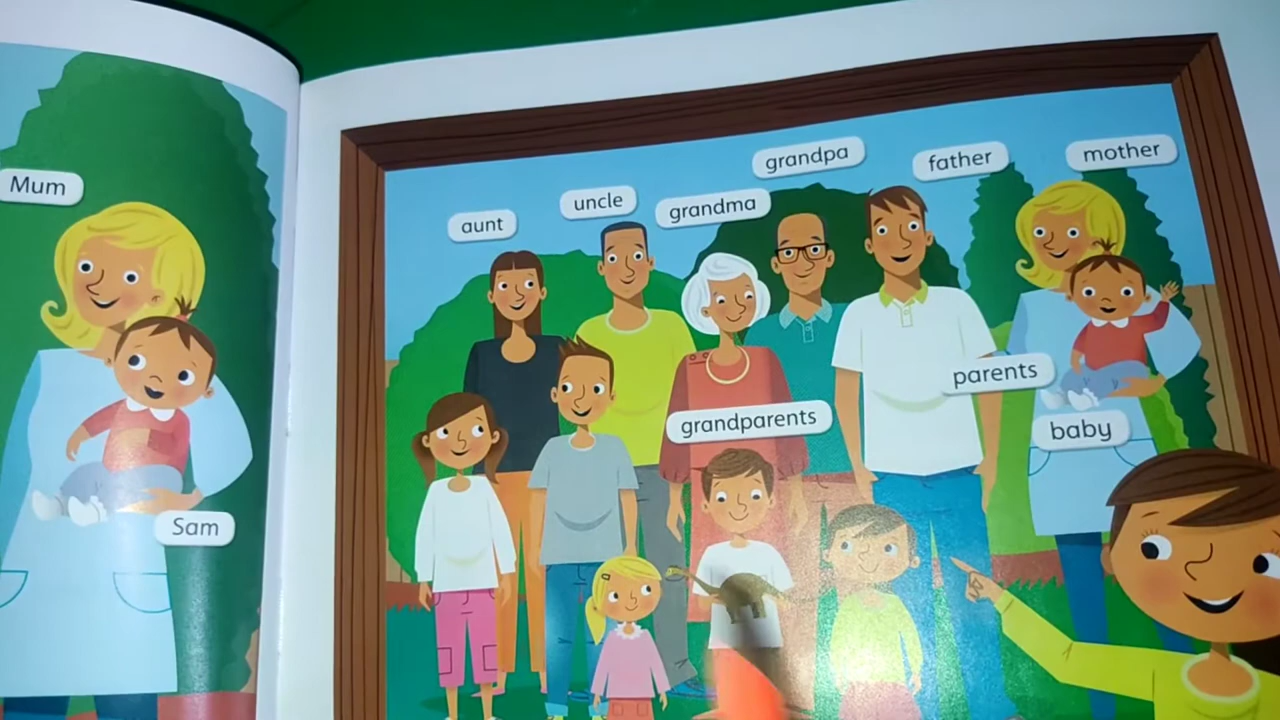 Mum
Sam
aunt
uncle
grandma
grandpa
father
mother
grandparents
parents
baby